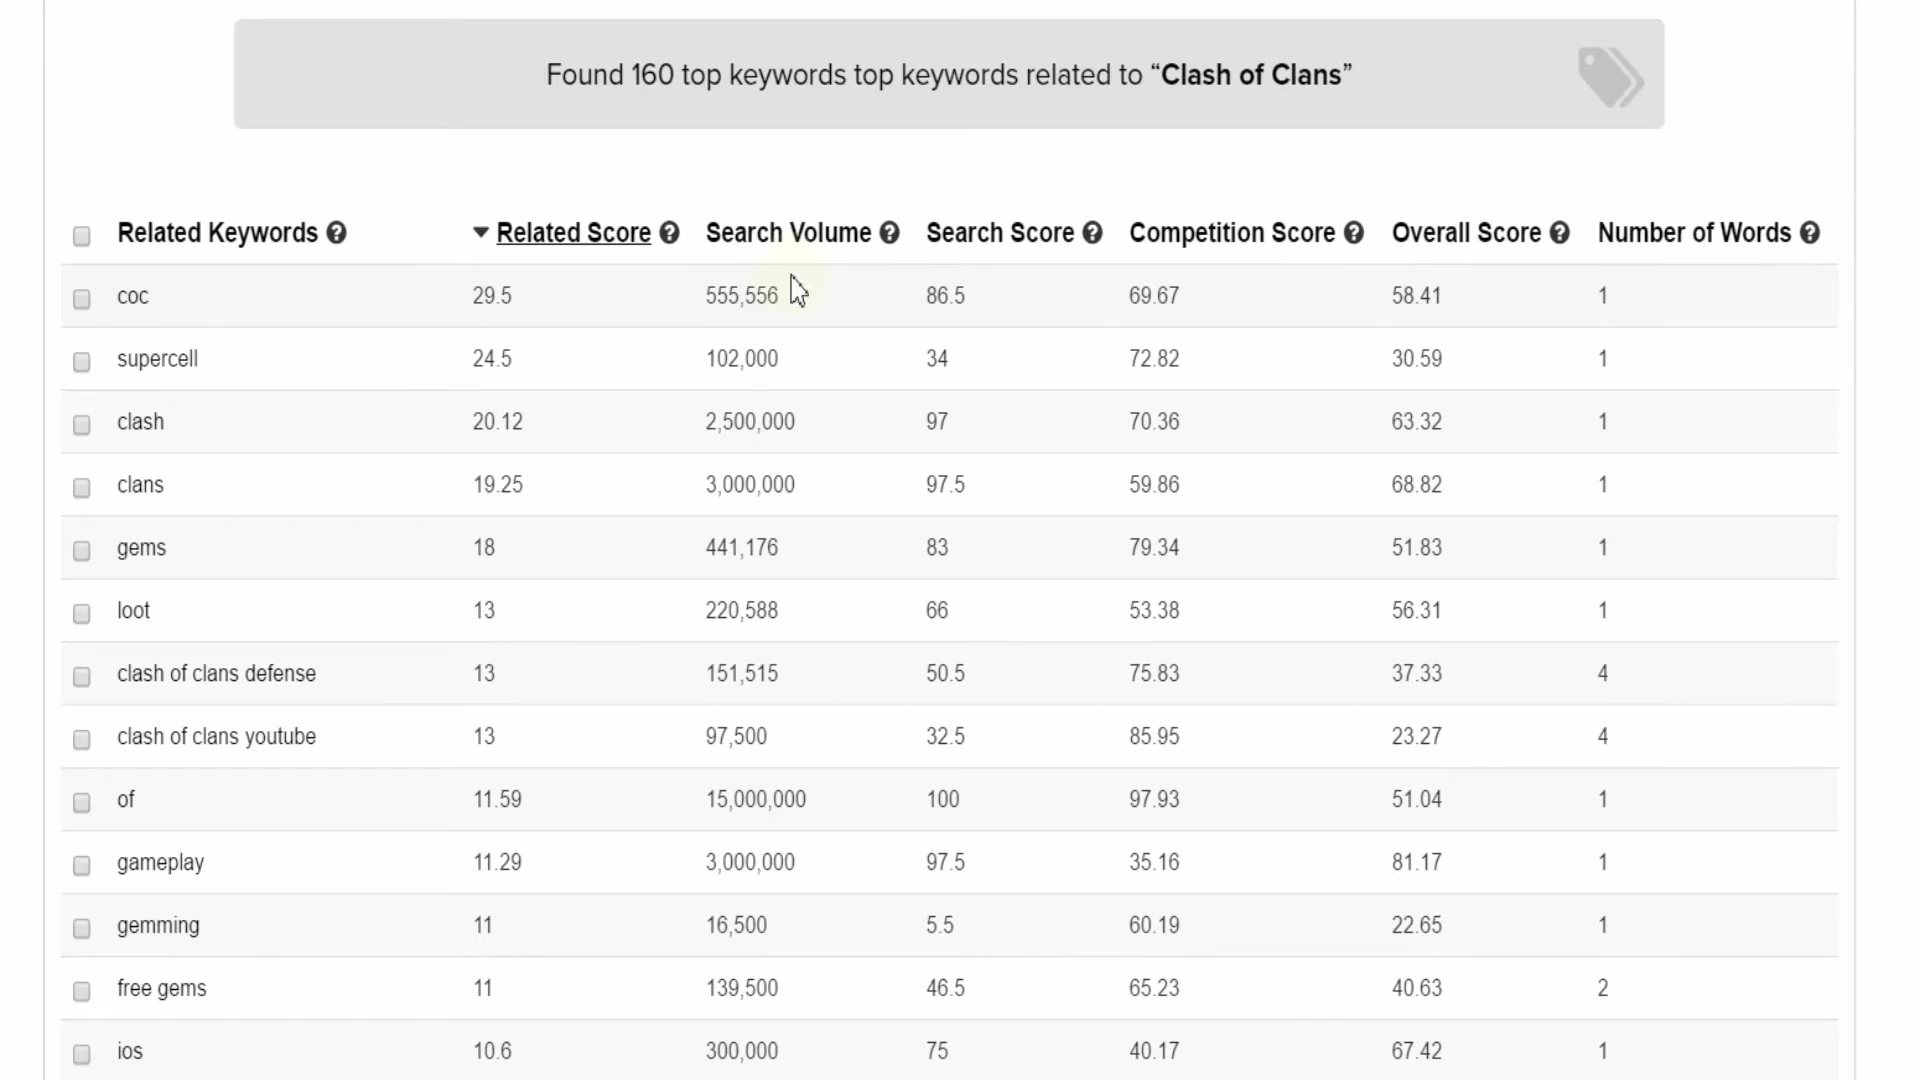 Found 160 top keywords top keywords related to “Clash of Clans”
Related Keywords Related Score Search Volume Search Score Competition Score Overall Score Number of Words
coc 29.5 555,556 86.5 69.67 58.41 1
supercell 24.5 102,000 34 72.82 30.59 1
clash 20.12 2,500,000 97 70.36 63.32 1
clans 19.25 3,000,000 97.5 59.86 68.82 1
gems 18 441,176 83 79.34 51.83 1
loot 13 220,588 66 53.38 56.31 1
clash of clans defense 13 151,515 50.5 75.83 37.33 4
clash of clans youtube 13 97,500 32.5 85.95 23.27 4
of 11.59 15,000,000 100 97.93 51.04 1
gameplay 11.29 3,000,000 97.5 35.16 81.17 1
gemming 11 16,500 5.5 60.19 22.65 1
free gems 11 139,500 46.5 65.23 40.63 2
ios 10.6 300,000 75 40.17 67.42 1